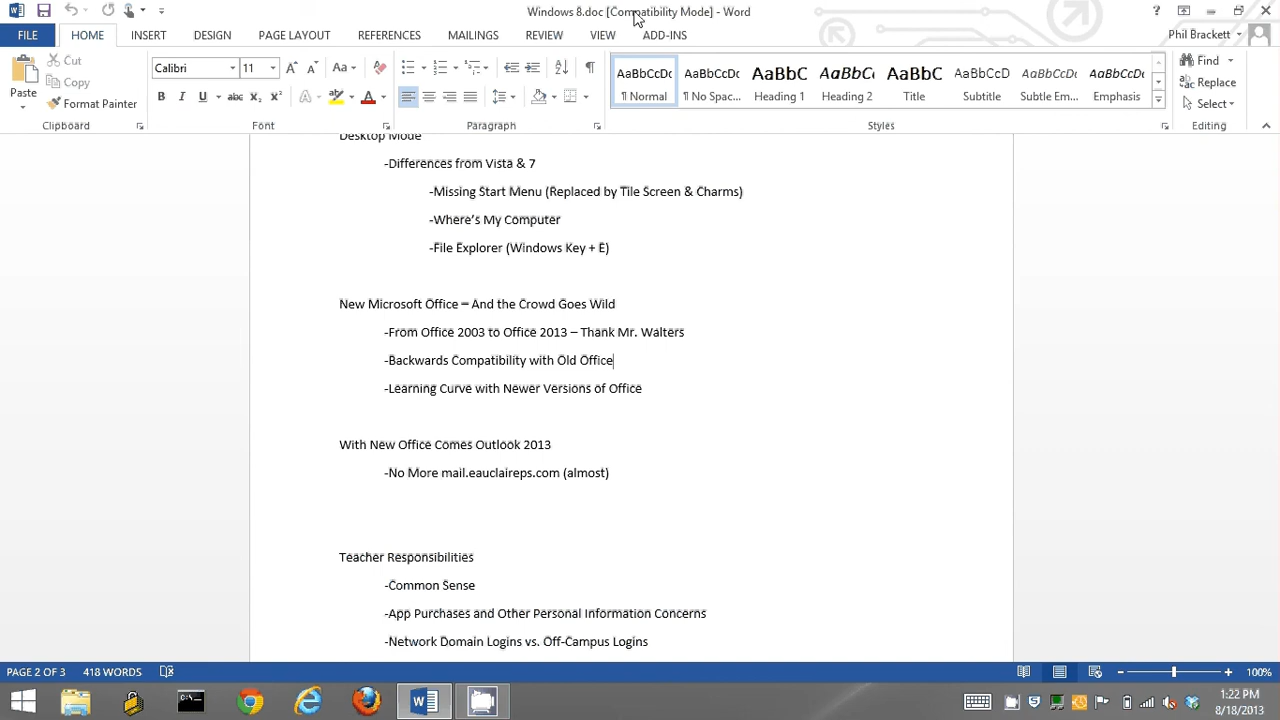 Windows 8.doc [Compatibility Mode] - Word
FILE HOME INSERT DESIGN PAGE LAYOUT REFERENCES MAILINGS REVIEW VIEW ADD-INS Phil Brackett
Paste
Cut
Copy
Format Painter
Clipboard
Calibri 11
Font
Paragraph
AaBbCcDc AaBbCcDc AaBbC AaBbCc AaBbC AaBbCcD AaBbCcDc AaBbCcDc
¶ Normal ¶ No Spac... Heading 1 Heading 2 Title Subtitle Subtle Em... Emphasis
Styles
Find
Replace
Select
Editing
Desktop Mode
-Differences from Vista & 7
-Missing Start Menu (Replaced by Tile Screen & Charms)
-Where's My Computer
-File Explorer (Windows Key + E)
New Microsoft Office = And the Crowd Goes Wild
-From Office 2003 to Office 2013 – Thank Mr. Walters
-Backwards Compatibility with Old Office
-Learning Curve with Newer Versions of Office
With New Office Comes Outlook 2013
-No More mail.eauclaireps.com (almost)
Teacher Responsibilities
-Common Sense
-App Purchases and Other Personal Information Concerns
-Network Domain Logins vs. Off-Campus Logins
PAGE 2 OF 3 418 WORDS 100%
1:22 PM
8/18/2013